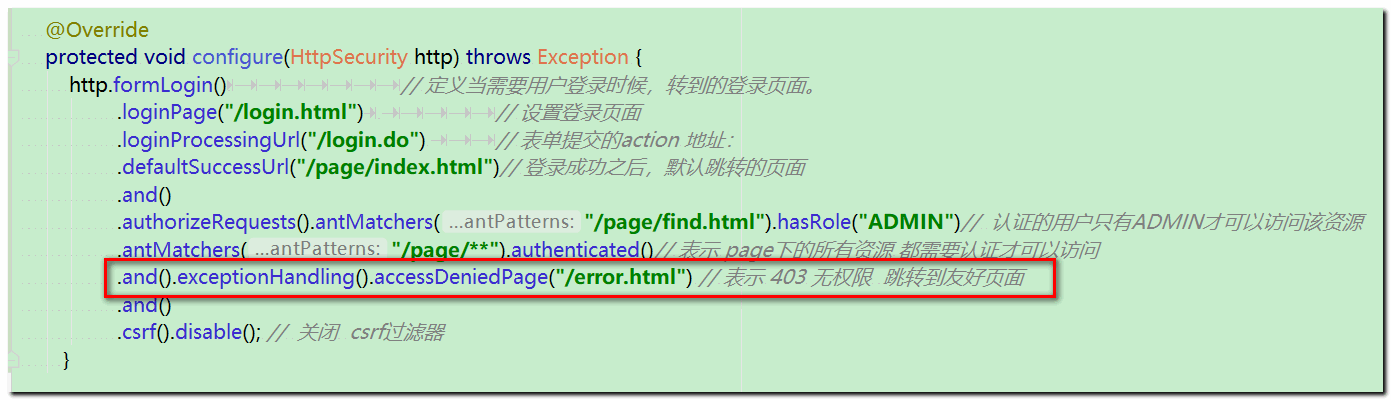 @Override
protected void configure(HttpSecurity http) throws Exception {
http.formLogin() // 定义当需要用户登录时候，转到的登录页面。
.loginPage("/login.html") // 设置登录页面
.loginProcessingUrl("/login.do") // 表单提交的action 地址：
.defaultSuccessUrl("/page/index.html")// 登录成功之后，默认跳转的页面
.and()
.authorizeRequests().antMatchers( ...antPatterns: "/page/find.html").hasRole("ADMIN")// 认证的用户只有ADMIN才可以访问该资源
.antMatchers( ...antPatterns: "/page/**").authenticated()// 表示 page下的所有资源 都需要认证才可以访问
.and().exceptionHandling().accessDeniedPage("/error.html") // 表示 403 无权限 跳转到友好页面
.and()
.csrf().disable(); // 关闭 csrf过滤器
}